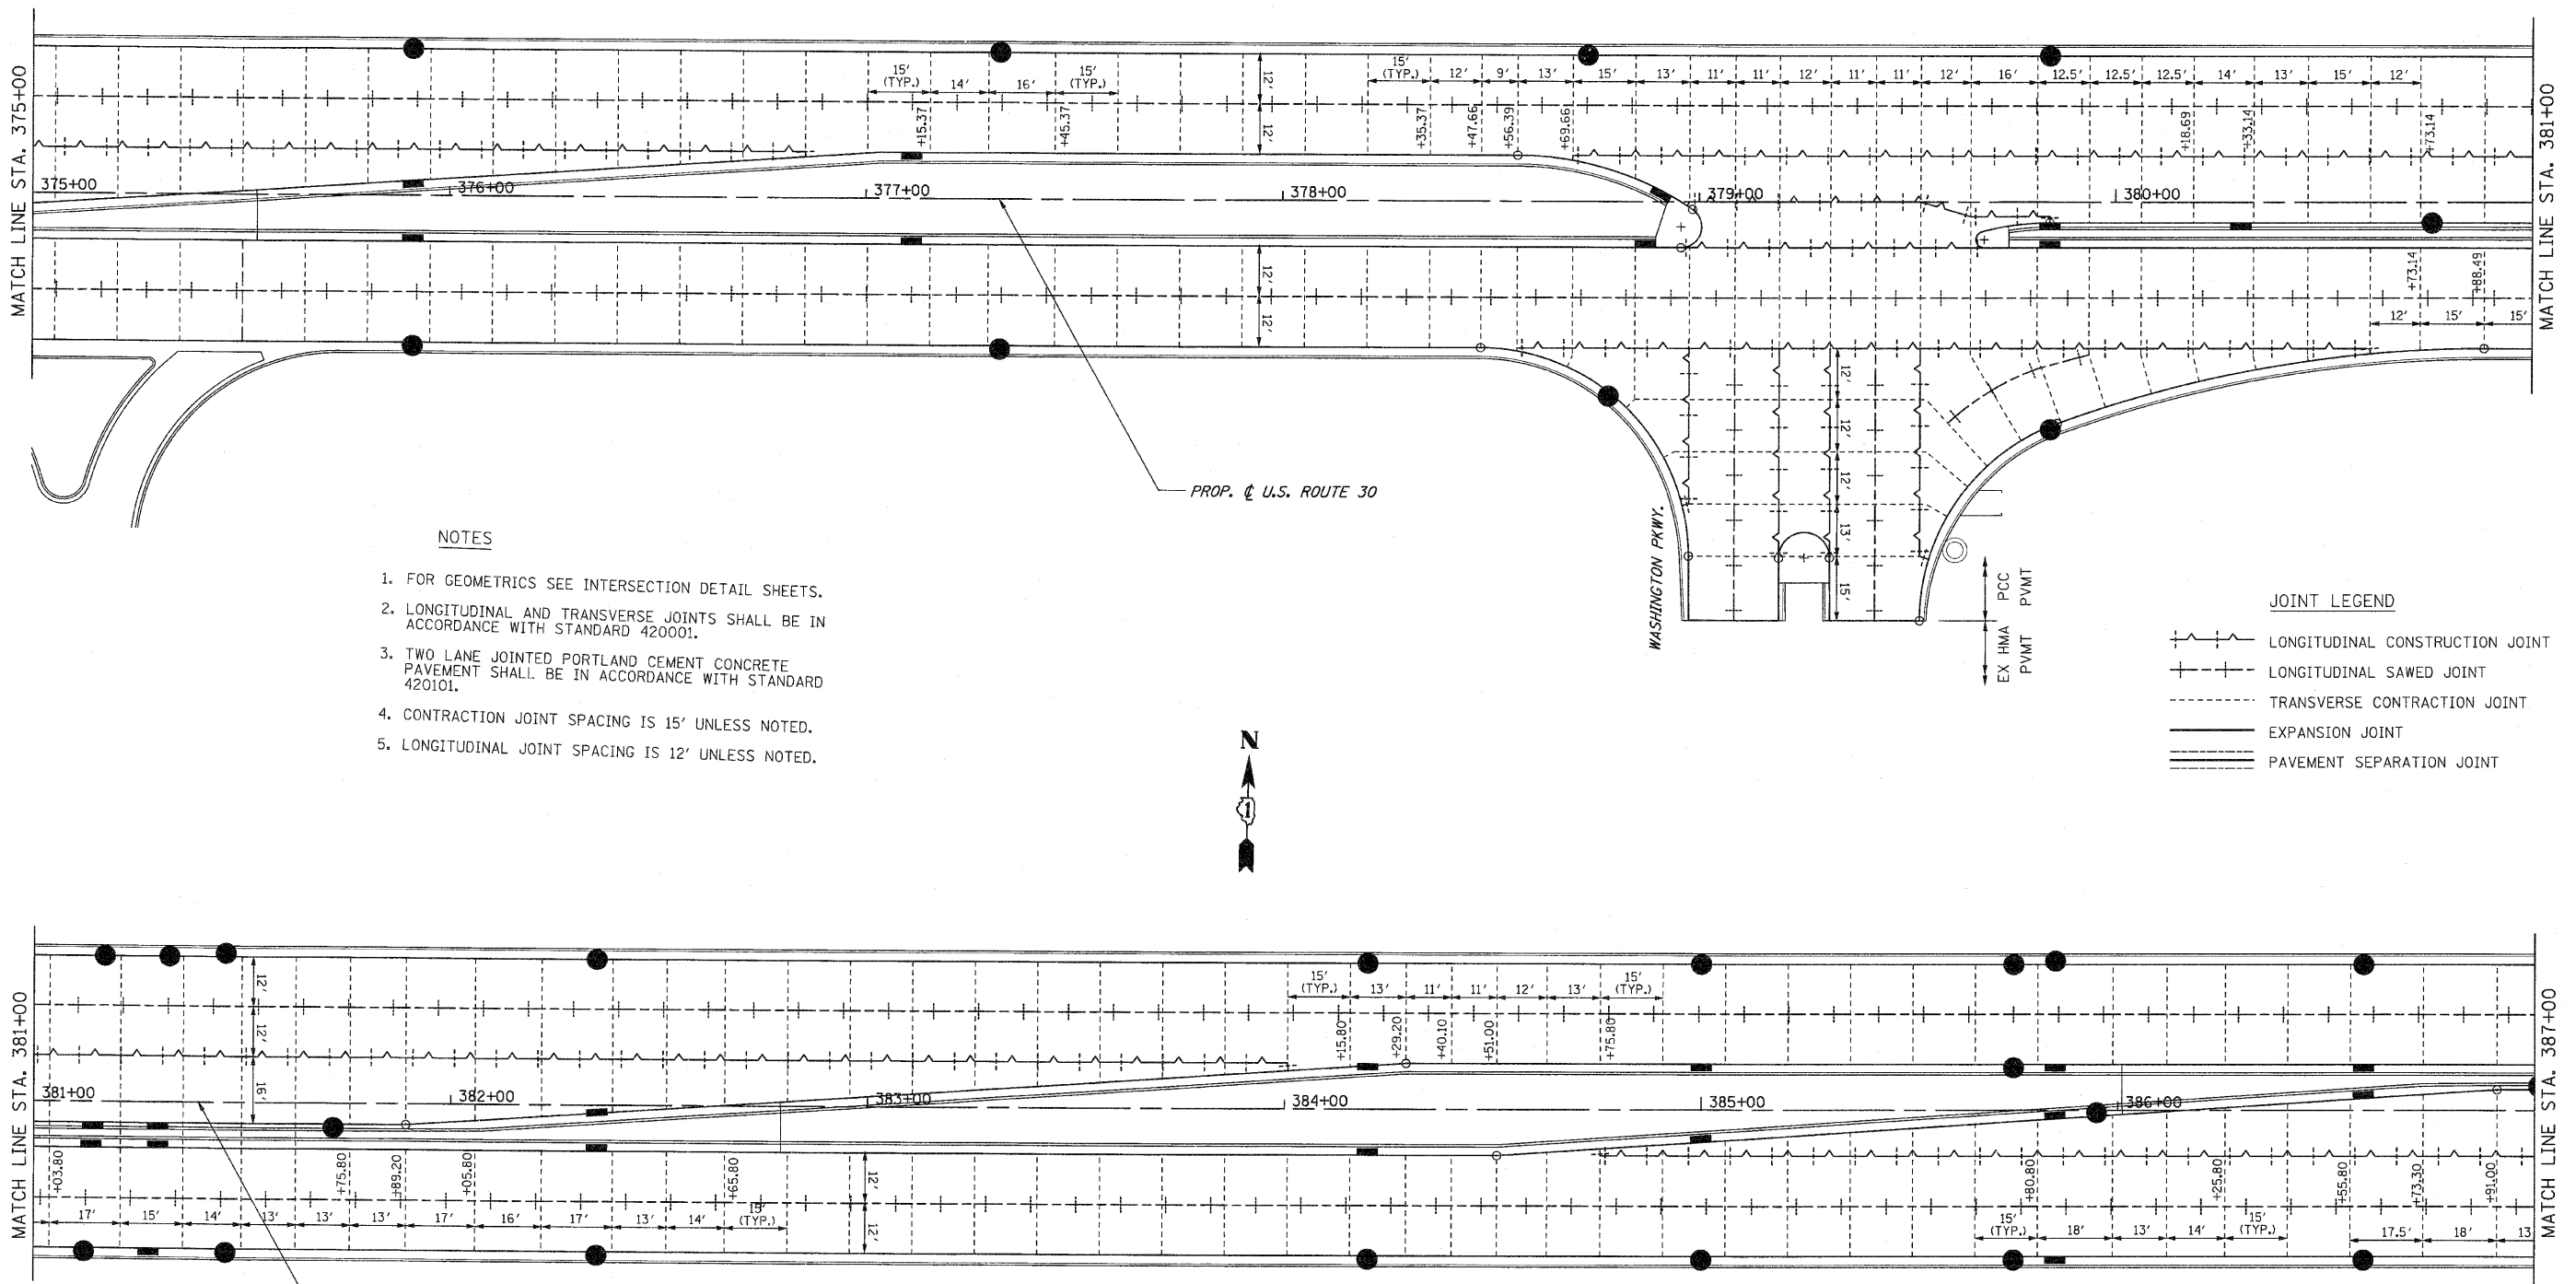 MATCH LINE STA. 375+00
15' (TYP.) 14' 16' 15' (TYP.)
12'
12'
15' (TYP.) 12' 9' 13' 15' 13' 11' 11' 12' 11' 11' 12' 16' 12.5' 12.5' 12.5' 14' 13' 15' 12'
+15.37
+45.37
+35.37
+47.66
+56.39
+69.66
+18.69
+33.14
+73.14
375+00
376+00
377+00
378+00
379+00
380+00
MATCH LINE STA. 381+00
12'
12'
+73.14
+88.49
12' 15' 15'
12'
12'
12'
13'
15'
PROP. ℄ U.S. ROUTE 30
WASHINGTON PKWY.
PCC PVMT
EX HMA PVMT
NOTES
1. FOR GEOMETRICS SEE INTERSECTION DETAIL SHEETS.
2. LONGITUDINAL AND TRANSVERSE JOINTS SHALL BE IN
ACCORDANCE WITH STANDARD 420001.
3. TWO LANE JOINTED PORTLAND CEMENT CONCRETE
PAVEMENT SHALL BE IN ACCORDANCE WITH STANDARD
420101.
4. CONTRACTION JOINT SPACING IS 15' UNLESS NOTED.
5. LONGITUDINAL JOINT SPACING IS 12' UNLESS NOTED.
JOINT LEGEND
LONGITUDINAL CONSTRUCTION JOINT
LONGITUDINAL SAWED JOINT
TRANSVERSE CONTRACTION JOINT
EXPANSION JOINT
PAVEMENT SEPARATION JOINT
N
1
MATCH LINE STA. 381+00
12'
12'
16'
15' (TYP.) 13' 11' 11' 12' 13' 15' (TYP.)
+15.80
+29.20
+40.10
+51.00
+75.80
381+00
382+00
383+00
384+00
385+00
386+00
MATCH LINE STA. 387+00
+03.80
+75.80
+89.20
+05.80
+65.80
12'
12'
+80.80
+25.80
+55.80
+73.30
+91.00
17' 15' 14' 13' 13' 13' 17' 16' 17' 13' 14' 15' (TYP.)
15' (TYP.) 18' 13' 14' 15' (TYP.) 17.5' 18' 13